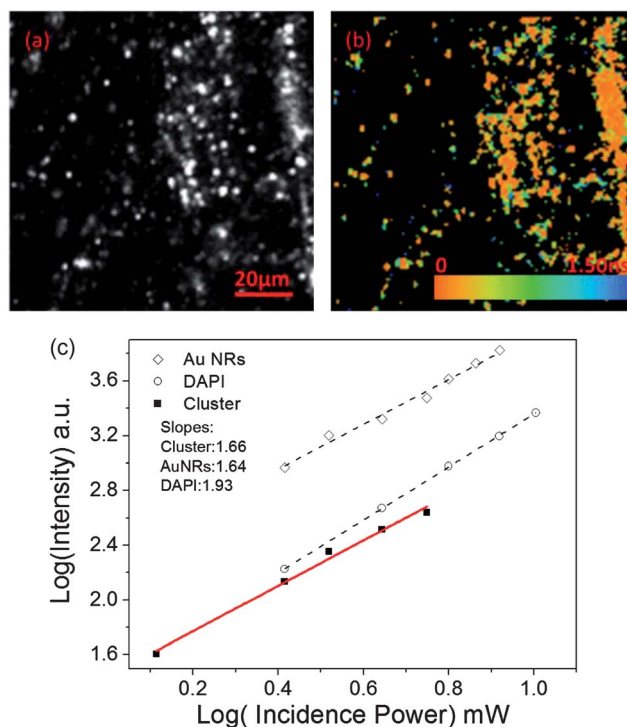 (a)
20μm
(b)
0 1.50ns
(c)
Au NRs
DAPI
Cluster
Slopes:
Cluster:1.66
AuNRs:1.64
DAPI:1.93
3.6
3.2
2.8
2.4
2.0
1.6
Log(Intensity) a.u.
0.2 0.4 0.6 0.8 1.0
Log( Incidence Power) mW